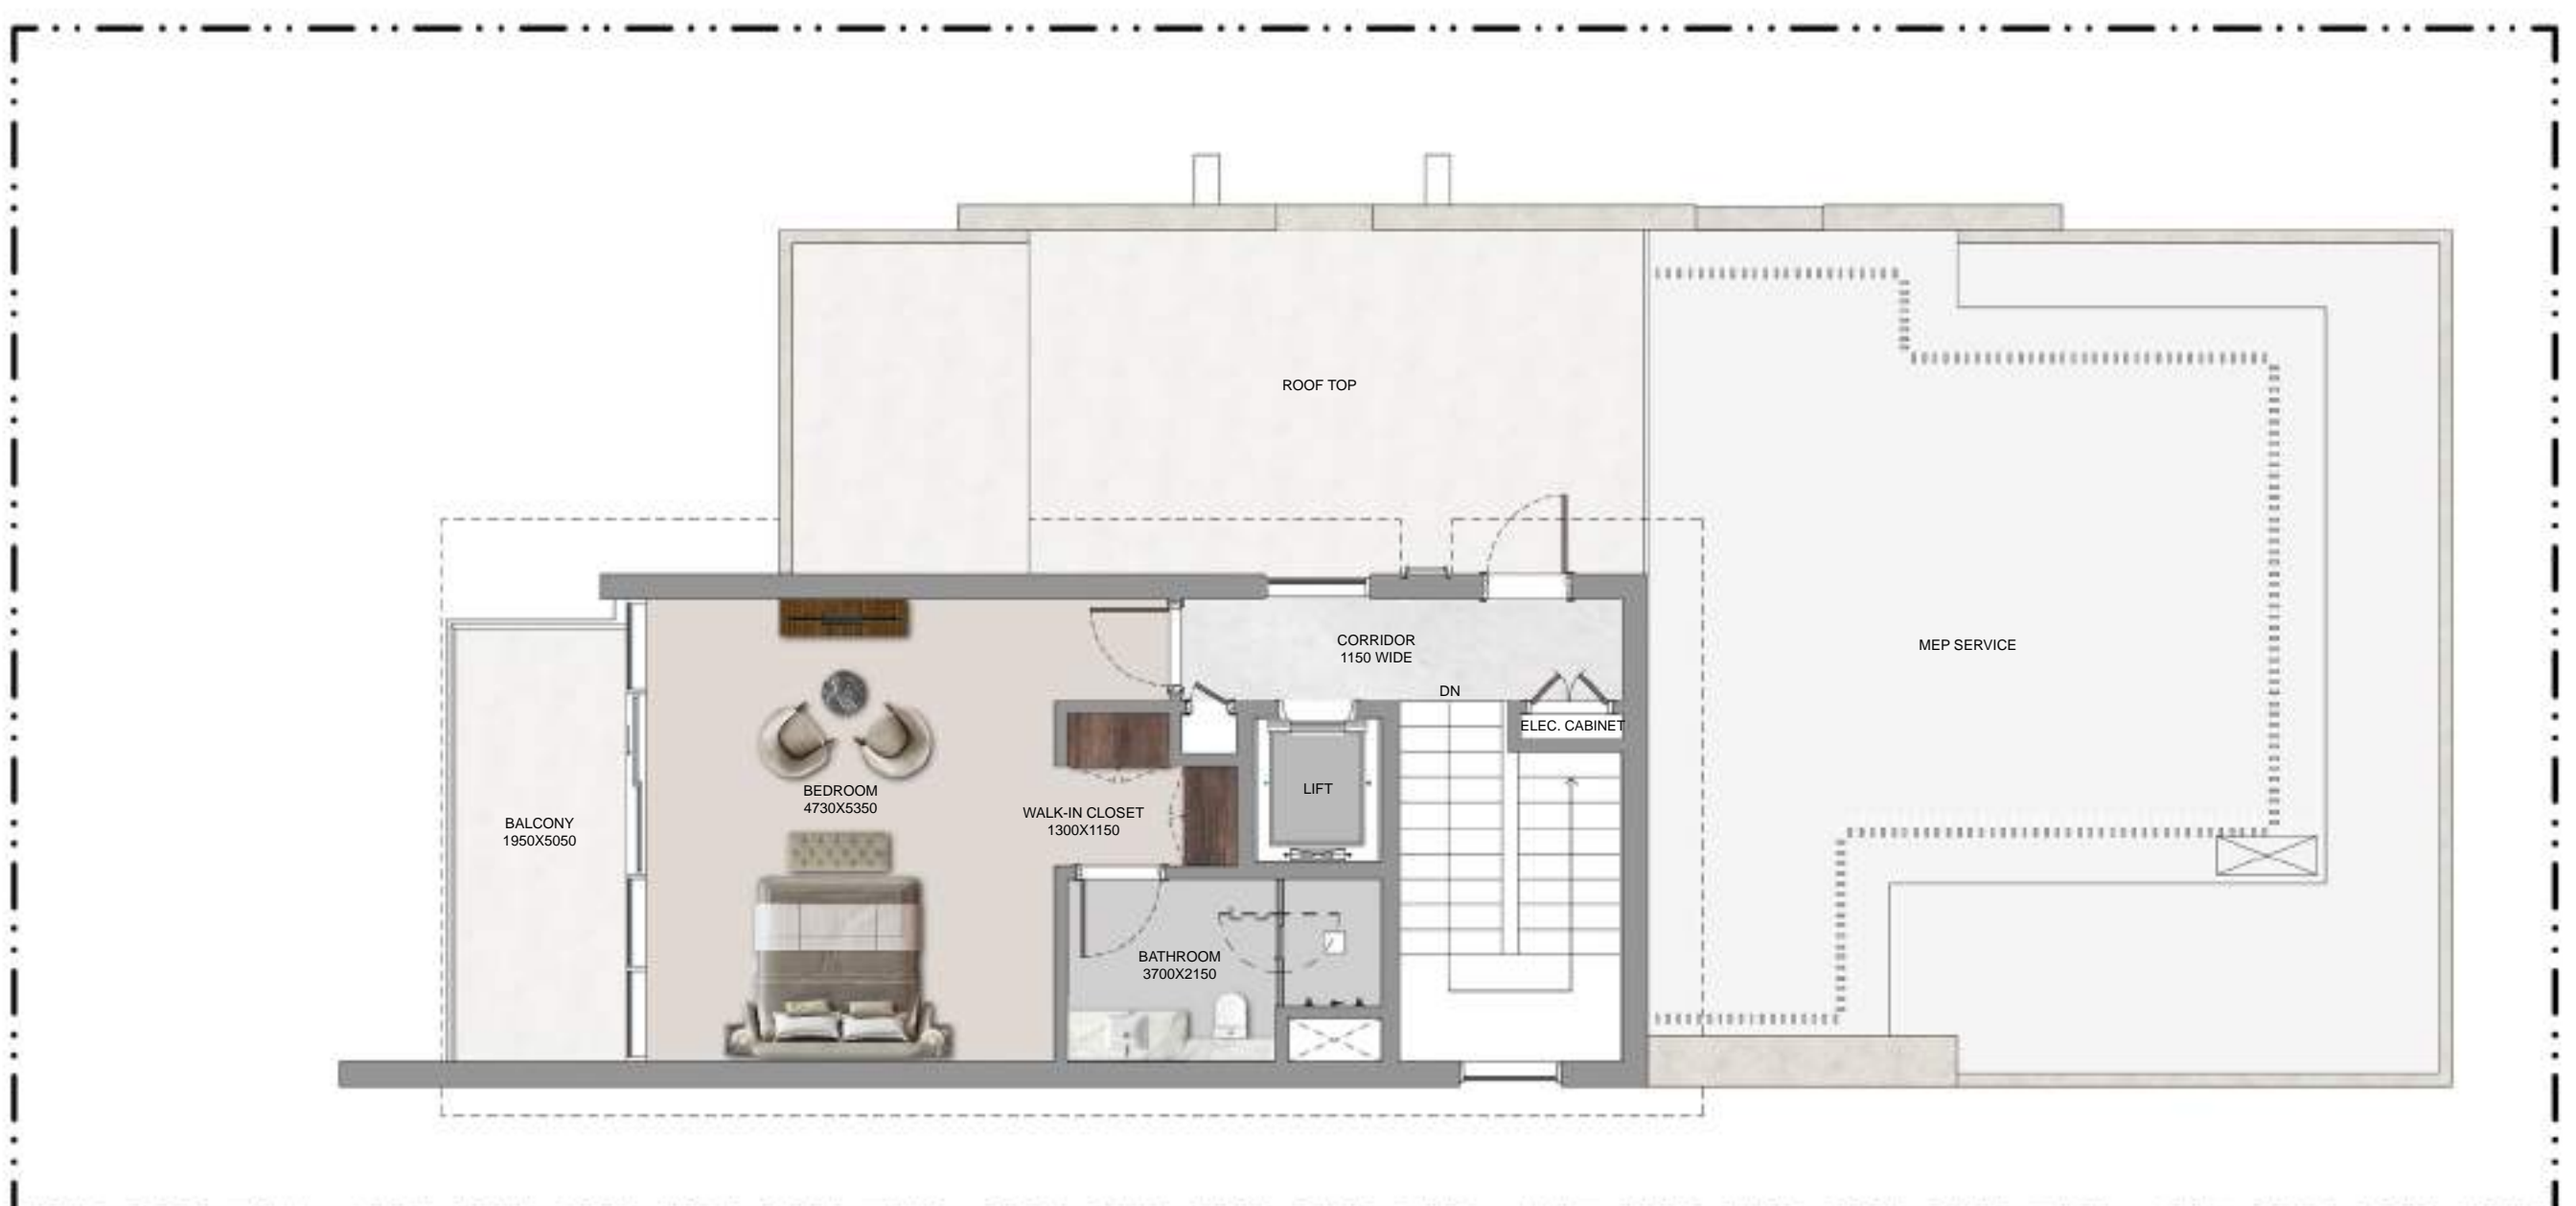 ROOF TOP
CORRIDOR
1150 WIDE
MEP SERVICE
DN
ELEC. CABINET
LIFT
BEDROOM
4730X5350
WALK-IN CLOSET
1300X1150
BALCONY
1950X5050
BATHROOM
3700X2150